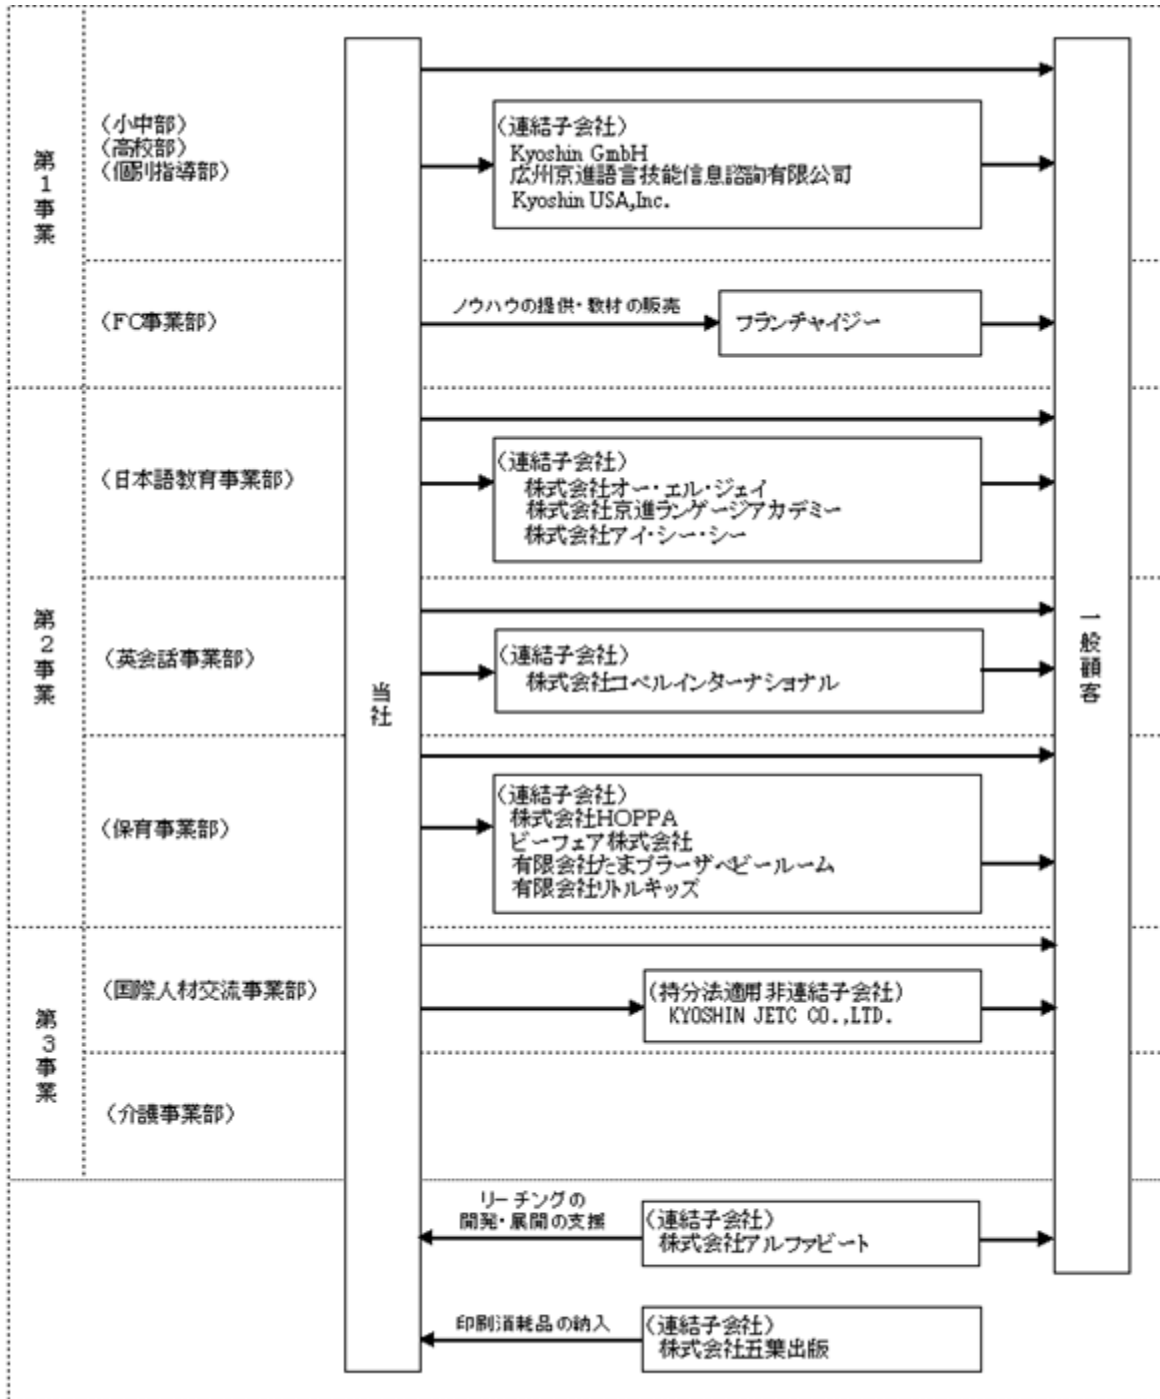 第1事業
〈小中部〉
〈高校部〉
〈個別指導部〉
〈連結子会社〉
Kyoshin GmbH
広州京進語言技能信息諮詢有限公司
Kyoshin USA,Inc.
〈FC事業部〉
ノウハウの提供・教材の販売
フランチャイジー
第2事業
〈日本語教育事業部〉
〈連結子会社〉
株式会社オー・エル・ジェイ
株式会社京進ランゲージアカデミー
株式会社アイ・シー・シー
〈英会話事業部〉
〈連結子会社〉
株式会社コペルインターナショナル
当社
一般顧客
〈保育事業部〉
〈連結子会社〉
株式会社HOPPA
ビーフェア株式会社
有限会社たまプラーザベビールーム
有限会社リトルキッズ
第3事業
〈国際人材交流事業部〉
〈持分法適用非連結子会社〉
KYOSHIN JETC CO.,LTD.
〈介護事業部〉
リーチングの
開発・展開の支援
〈連結子会社〉
株式会社アルファビート
印刷消耗品の納入
〈連結子会社〉
株式会社五葉出版